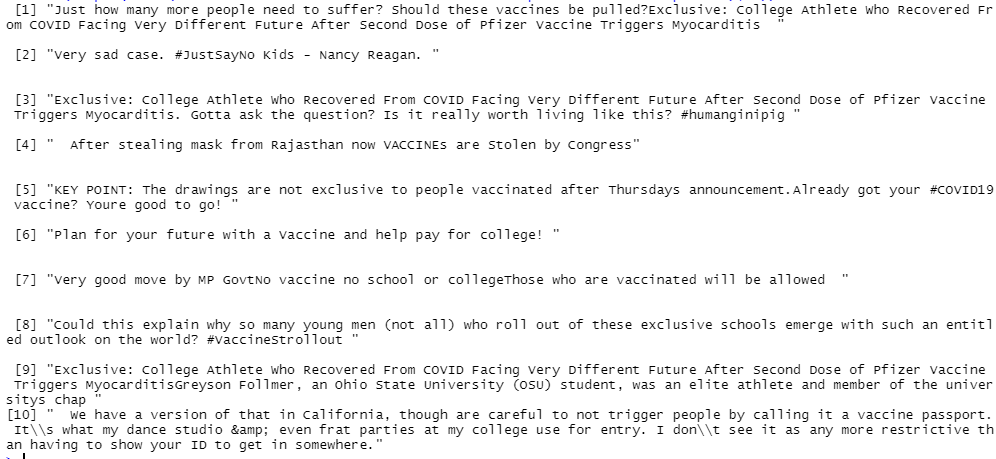 [1] "Just how many more people need to suffer? Should these vaccines be pulled?Exclusive: College Athlete Who Recovered Fr
om COVID Facing Very Different Future After Second Dose of Pfizer Vaccine Triggers Myocarditis  "
[2] "Very sad case. #JustSayNo Kids - Nancy Reagan. "
[3] "Exclusive: College Athlete Who Recovered From COVID Facing Very Different Future After Second Dose of Pfizer Vaccine
Triggers Myocarditis. Gotta ask the question? Is it really worth living like this? #humanginipig "
[4] "  After stealing mask from Rajasthan now VACCINEs are Stolen by Congress"
[5] "KEY POINT: The drawings are not exclusive to people vaccinated after Thursdays announcement.Already got your #COVID19
vaccine? Youre good to go! "
[6] "Plan for your future with a Vaccine and help pay for college! "
[7] "Very good move by MP GovtNo vaccine no school or collegeThose who are vaccinated will be allowed  "
[8] "Could this explain why so many young men (not all) who roll out of these exclusive schools emerge with such an entitl
ed outlook on the world? #VaccineStrollout "
[9] "Exclusive: College Athlete Who Recovered From COVID Facing Very Different Future After Second Dose of Pfizer Vaccine
Triggers MyocarditisGreyson Follmer, an Ohio State University (OSU) student, was an elite athlete and member of the univer
sitys chap "
[10] "  We have a version of that in California, though are careful to not trigger people by calling it a vaccine passport.
It\\s what my dance studio &amp; even frat parties at my college use for entry. I don\\t see it as any more restrictive th
an having to show your ID to get in somewhere."